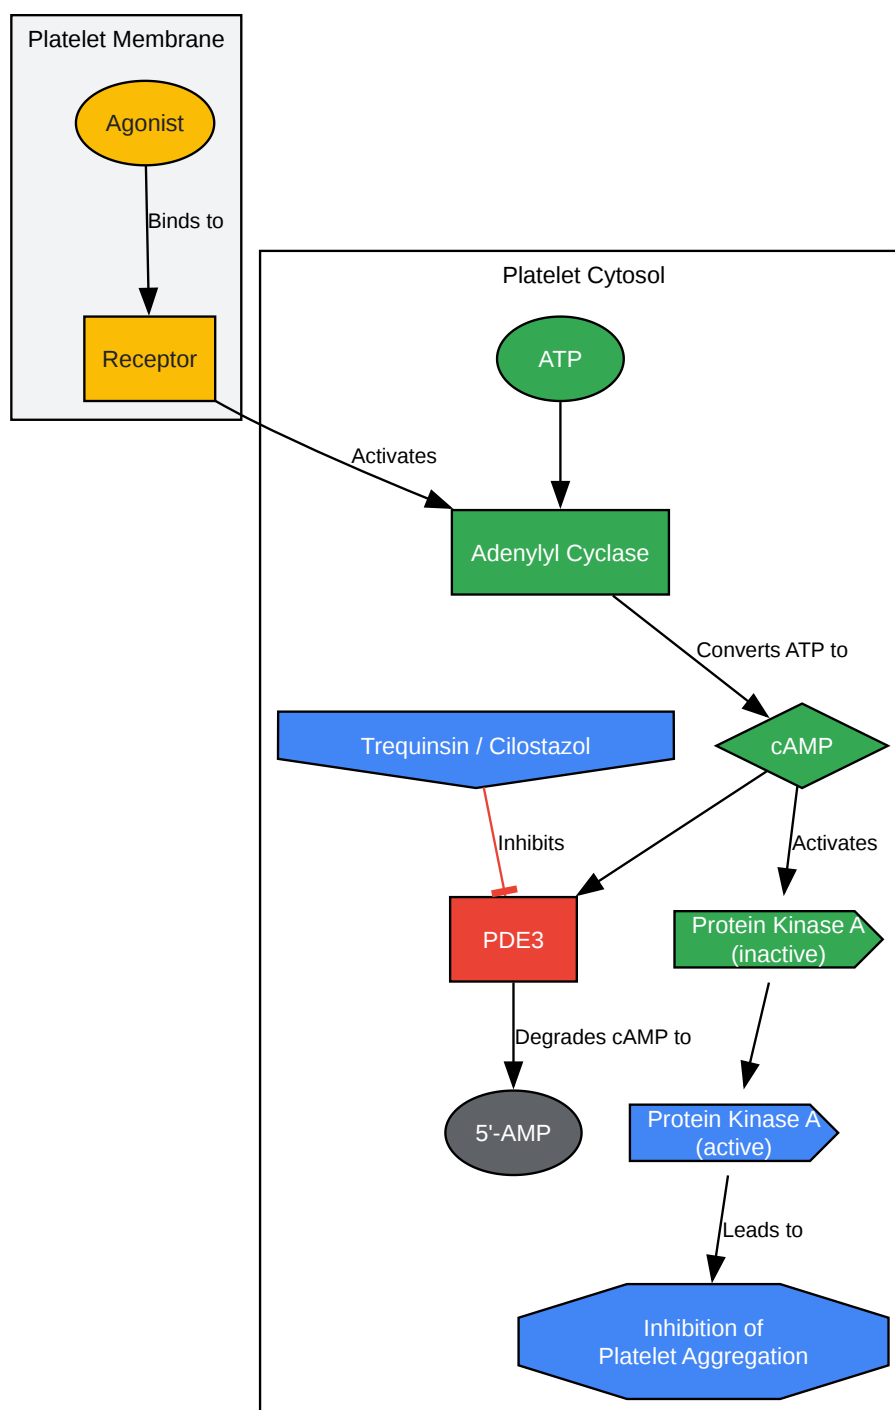 Platelet Membrane
Agonist
Binds to
Receptor
Platelet Cytosol
ATP
Activates
Adenylyl Cyclase
Converts ATP to
Trequinsin / Cilostazol
cAMP
Inhibits
Activates
PDE3
Protein Kinase A
(inactive)
Degrades cAMP to
5'-AMP
Protein Kinase A
(active)
Leads to
Inhibition of
Platelet Aggregation